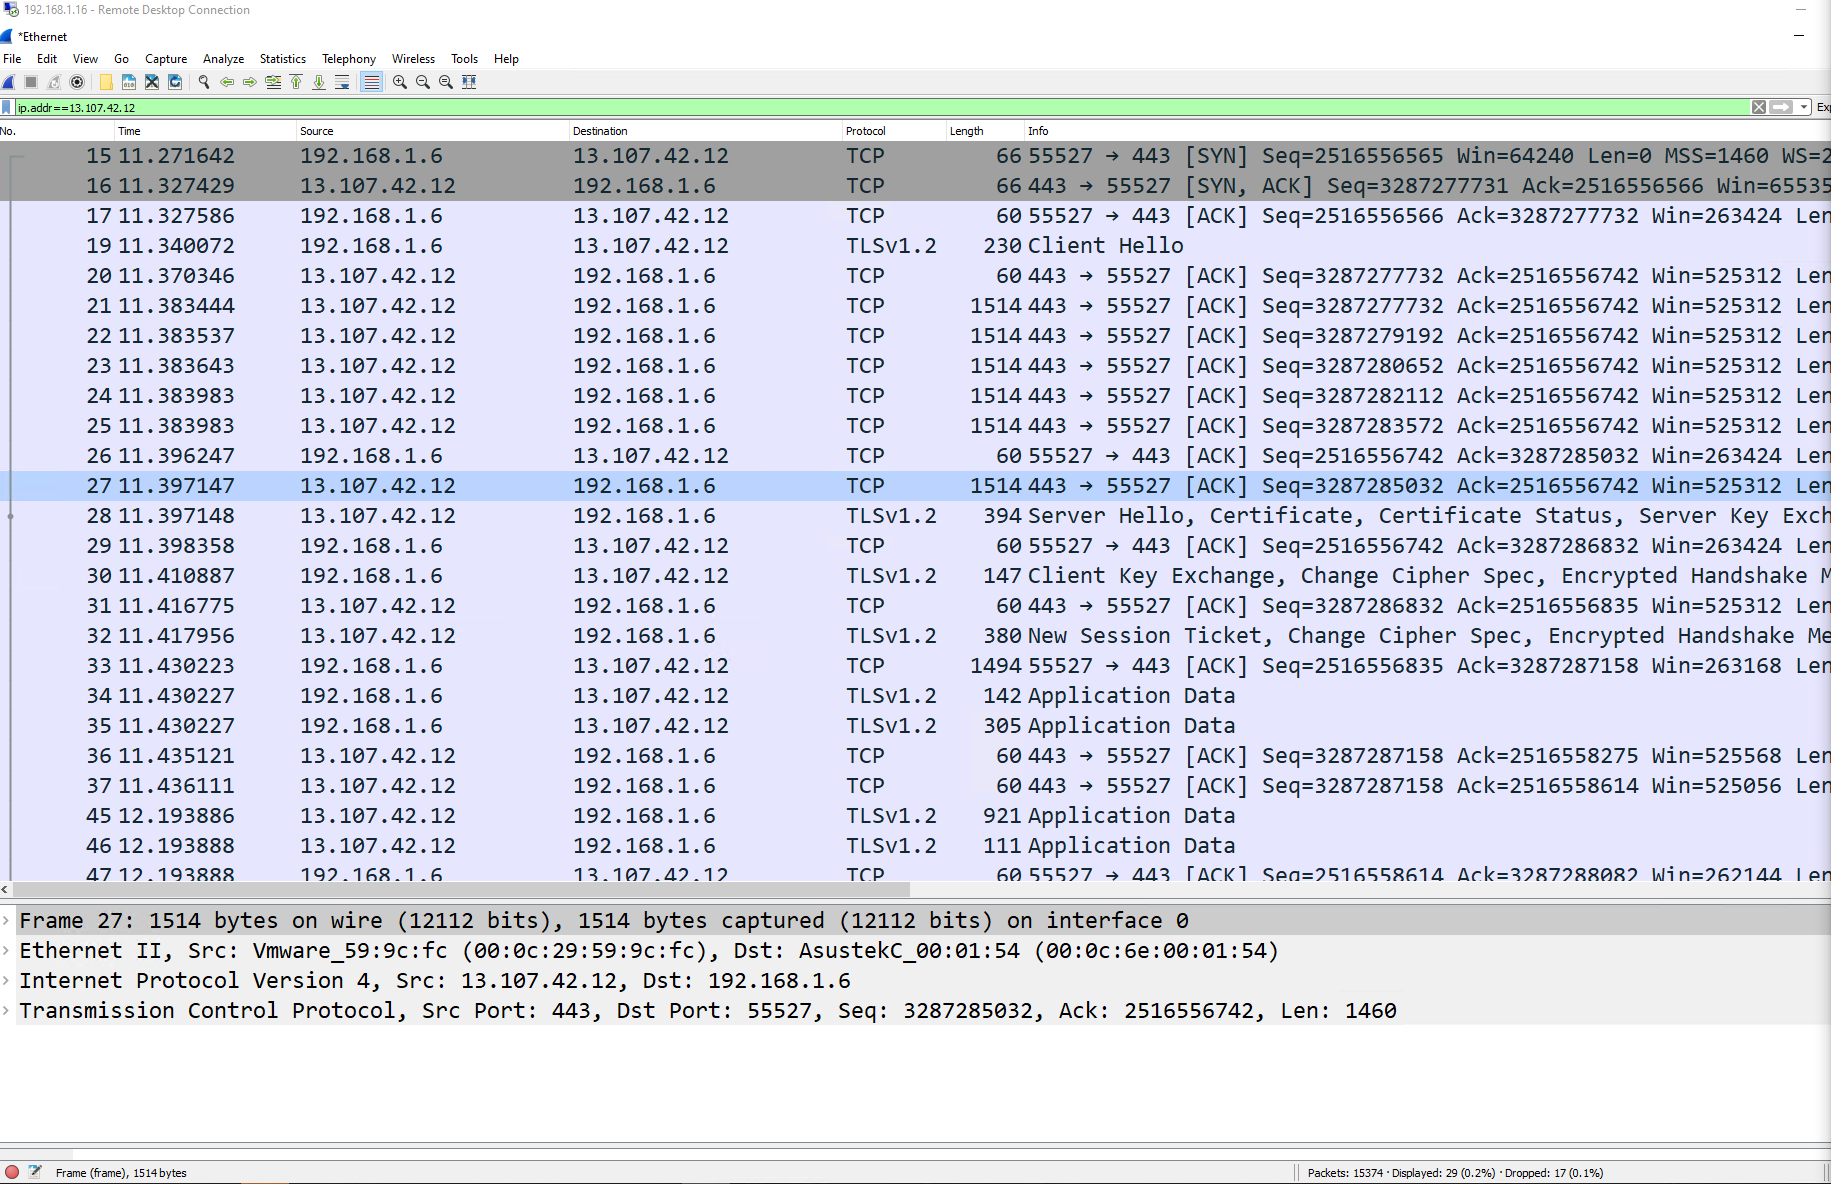 192.168.1.16 - Remote Desktop Connection
*Ethernet
File Edit View Go Capture Analyze Statistics Telephony Wireless Tools Help
ip.addr==13.107.42.12 Exp
No. Time Source Destination Protocol Length Info
15 11.271642 192.168.1.6 13.107.42.12 TCP 66 55527 → 443 [SYN] Seq=2516556565 Win=64240 Len=0 MSS=1460 WS=2
16 11.327429 13.107.42.12 192.168.1.6 TCP 66 443 → 55527 [SYN, ACK] Seq=3287277731 Ack=2516556566 Win=65535
17 11.327586 192.168.1.6 13.107.42.12 TCP 60 55527 → 443 [ACK] Seq=2516556566 Ack=3287277732 Win=263424 Len
19 11.340072 192.168.1.6 13.107.42.12 TLSv1.2 230 Client Hello
20 11.370346 13.107.42.12 192.168.1.6 TCP 60 443 → 55527 [ACK] Seq=3287277732 Ack=2516556742 Win=525312 Len
21 11.383444 13.107.42.12 192.168.1.6 TCP 1514 443 → 55527 [ACK] Seq=3287277732 Ack=2516556742 Win=525312 Len
22 11.383537 13.107.42.12 192.168.1.6 TCP 1514 443 → 55527 [ACK] Seq=3287279192 Ack=2516556742 Win=525312 Len
23 11.383643 13.107.42.12 192.168.1.6 TCP 1514 443 → 55527 [ACK] Seq=3287280652 Ack=2516556742 Win=525312 Len
24 11.383983 13.107.42.12 192.168.1.6 TCP 1514 443 → 55527 [ACK] Seq=3287282112 Ack=2516556742 Win=525312 Len
25 11.383983 13.107.42.12 192.168.1.6 TCP 1514 443 → 55527 [ACK] Seq=3287283572 Ack=2516556742 Win=525312 Len
26 11.396247 192.168.1.6 13.107.42.12 TCP 60 55527 → 443 [ACK] Seq=2516556742 Ack=3287285032 Win=263424 Len
27 11.397147 13.107.42.12 192.168.1.6 TCP 1514 443 → 55527 [ACK] Seq=3287285032 Ack=2516556742 Win=525312 Len
28 11.397148 13.107.42.12 192.168.1.6 TLSv1.2 394 Server Hello, Certificate, Certificate Status, Server Key Exch
29 11.398358 192.168.1.6 13.107.42.12 TCP 60 55527 → 443 [ACK] Seq=2516556742 Ack=3287286832 Win=263424 Len
30 11.410887 192.168.1.6 13.107.42.12 TLSv1.2 147 Client Key Exchange, Change Cipher Spec, Encrypted Handshake M
31 11.416775 13.107.42.12 192.168.1.6 TCP 60 443 → 55527 [ACK] Seq=3287286832 Ack=2516556835 Win=525312 Len
32 11.417956 13.107.42.12 192.168.1.6 TLSv1.2 380 New Session Ticket, Change Cipher Spec, Encrypted Handshake Me
33 11.430223 192.168.1.6 13.107.42.12 TCP 1494 55527 → 443 [ACK] Seq=2516556835 Ack=3287287158 Win=263168 Len
34 11.430227 192.168.1.6 13.107.42.12 TLSv1.2 142 Application Data
35 11.430227 192.168.1.6 13.107.42.12 TLSv1.2 305 Application Data
36 11.435121 13.107.42.12 192.168.1.6 TCP 60 443 → 55527 [ACK] Seq=3287287158 Ack=2516558275 Win=525568 Len
37 11.436111 13.107.42.12 192.168.1.6 TCP 60 443 → 55527 [ACK] Seq=3287287158 Ack=2516558614 Win=525056 Len
45 12.193886 13.107.42.12 192.168.1.6 TLSv1.2 921 Application Data
46 12.193888 13.107.42.12 192.168.1.6 TLSv1.2 111 Application Data
47 12.193888 192.168.1.6 13.107.42.12 TCP 60 55527 → 443 [ACK] Seq=2516558614 Ack=3287288082 Win=262144 Len
Frame 27: 1514 bytes on wire (12112 bits), 1514 bytes captured (12112 bits) on interface 0
Ethernet II, Src: Vmware_59:9c:fc (00:0c:29:59:9c:fc), Dst: AsustekC_00:01:54 (00:0c:6e:00:01:54)
Internet Protocol Version 4, Src: 13.107.42.12, Dst: 192.168.1.6
Transmission Control Protocol, Src Port: 443, Dst Port: 55527, Seq: 3287285032, Ack: 2516556742, Len: 1460
Frame (frame), 1514 bytes Packets: 15374 · Displayed: 29 (0.2%) · Dropped: 17 (0.1%)